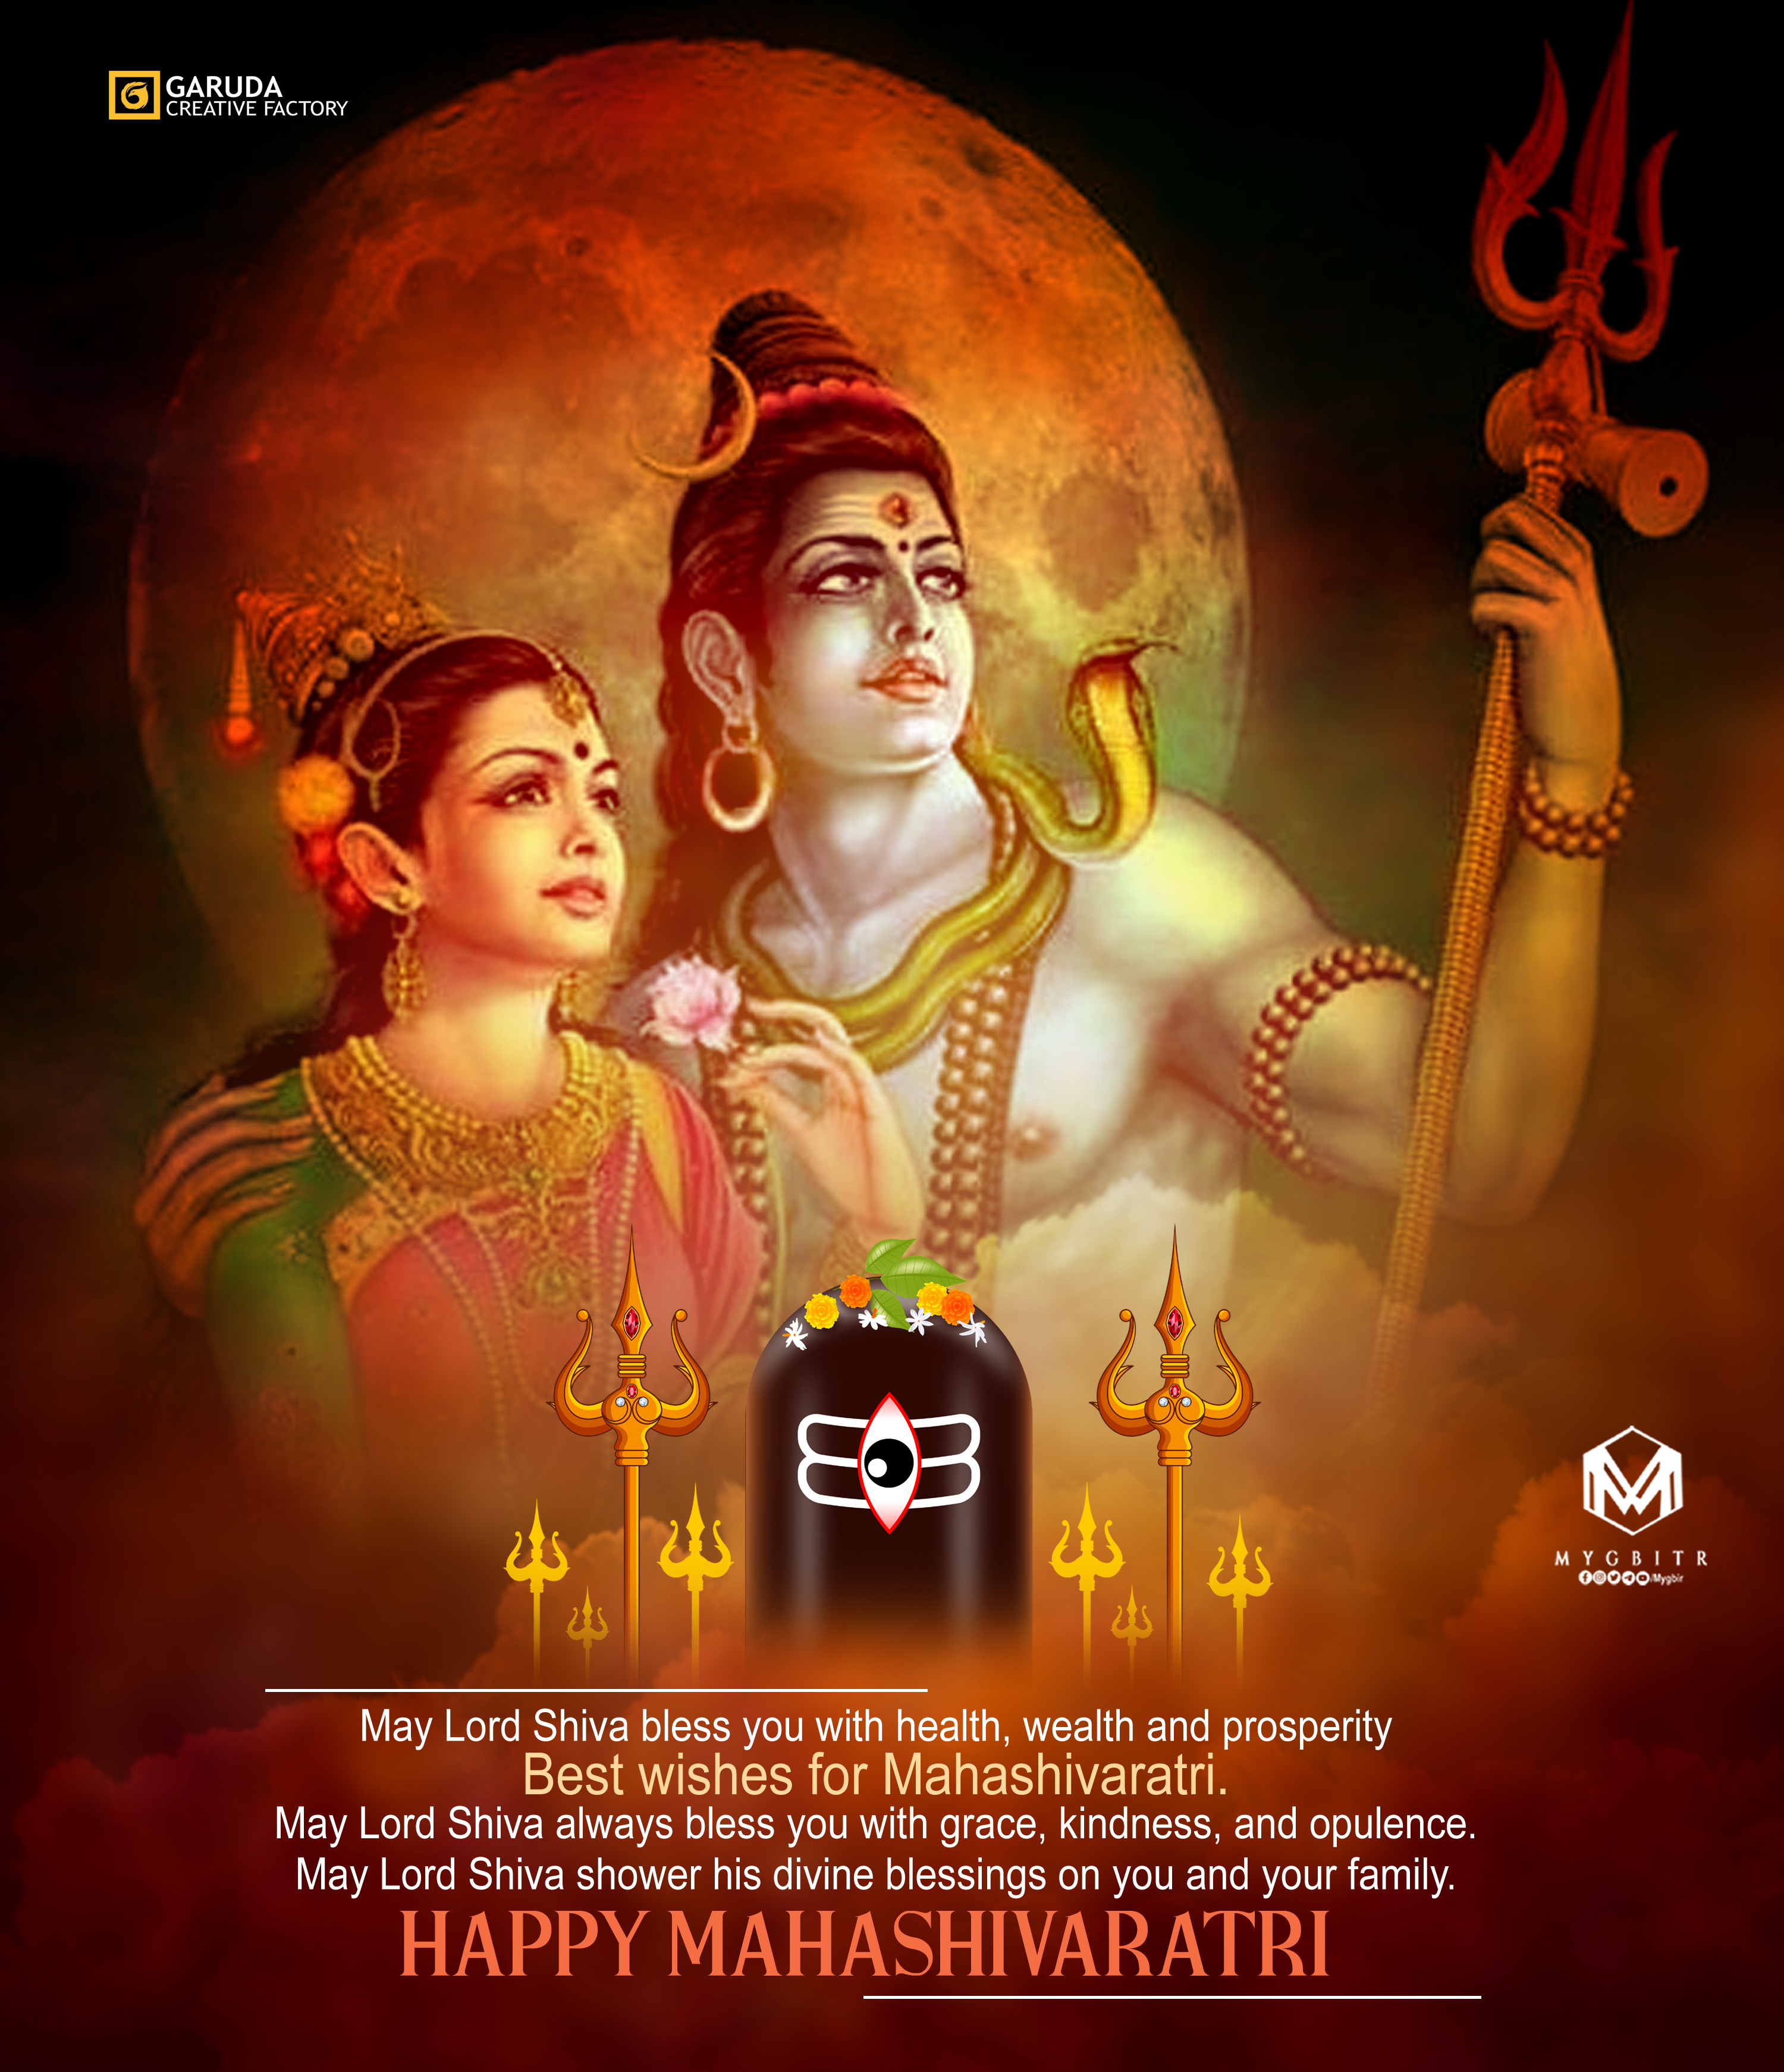 GARUDA
CREATIVE FACTORY
MYGBITR
/Mygbir
May Lord Shiva bless you with health, wealth and prosperity
Best wishes for Mahashivaratri.
May Lord Shiva always bless you with grace, kindness, and opulence.
May Lord Shiva shower his divine blessings on you and your family.
HAPPY MAHASHIVARATRI